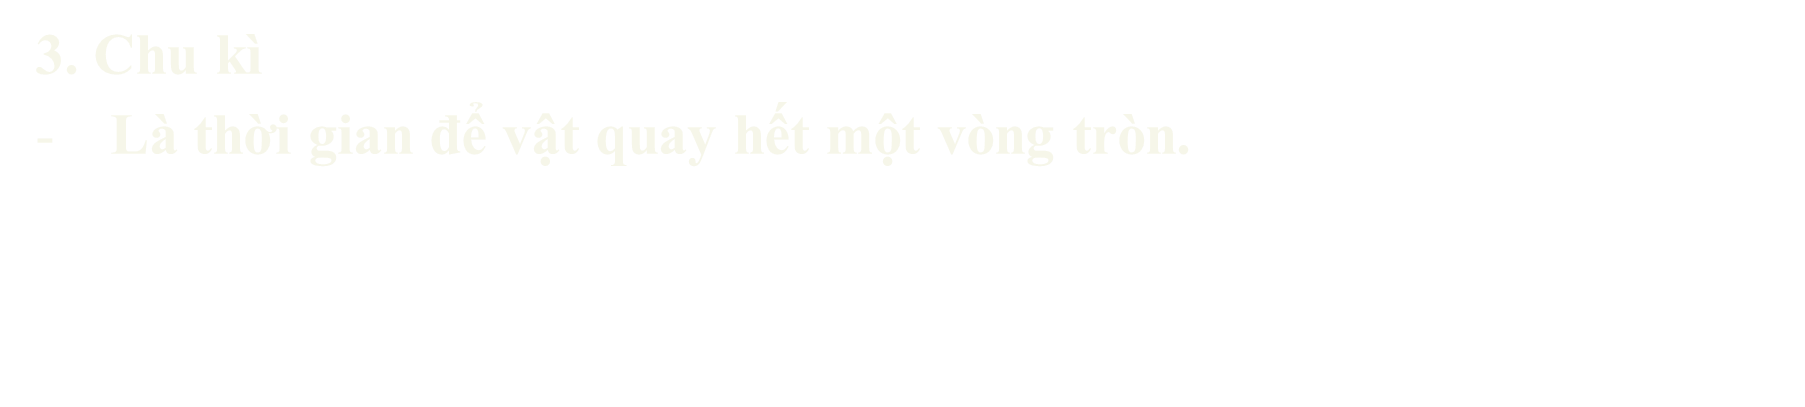 3. Chu kì
- Là thời gian để vật quay hết một vòng tròn.